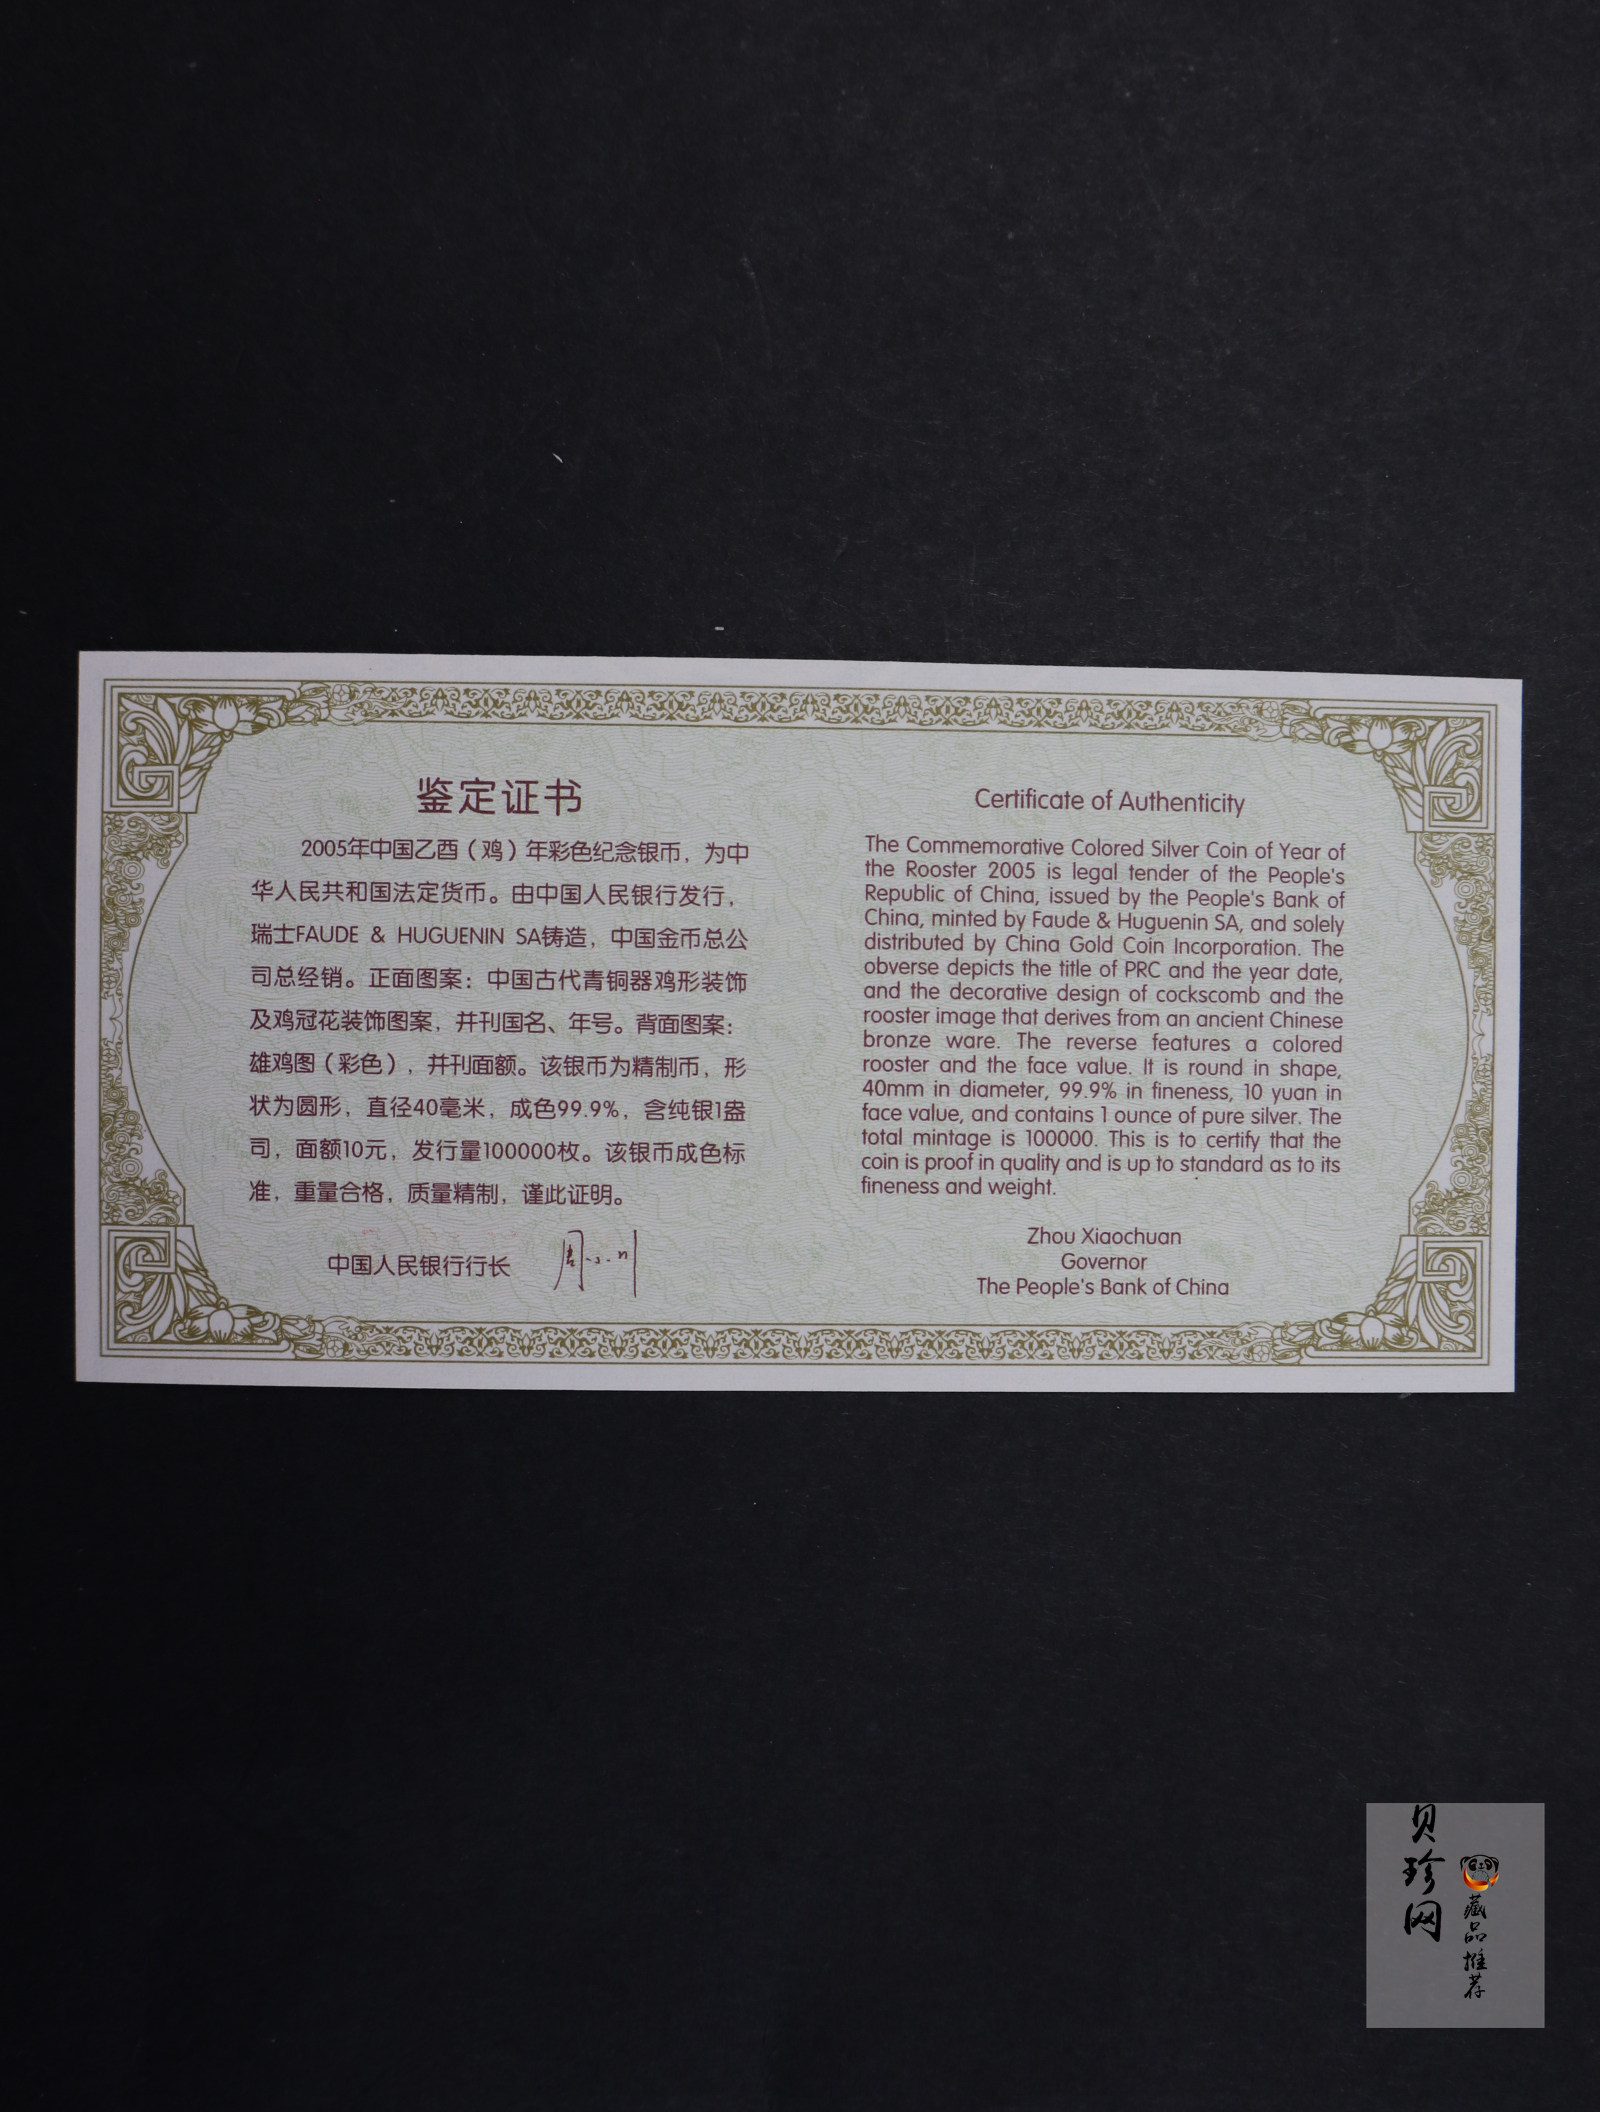 鉴定证书
2005年中国乙酉（鸡）年彩色纪念银币，为中
华人民共和国法定货币。由中国人民银行发行，
瑞士FAUDE & HUGUENIN SA铸造，中国金币总公
司总经销。正面图案：中国古代青铜器鸡形装饰
及鸡冠花装饰图案，并刊国名、年号。背面图案：
雄鸡图（彩色），并刊面额。该银币为精制币，形
状为圆形，直径40毫米，成色99.9%，含纯银1盎
司，面额10元，发行量100000枚。该银币成色标
准，重量合格，质量精制，谨此证明。
中国人民银行行长 周小川
Certificate of Authenticity
The Commemorative Colored Silver Coin of Year of
the Rooster 2005 is legal tender of the People's
Republic of China, issued by the People's Bank of
China, minted by Faude & Huguenin SA, and solely
distributed by China Gold Coin Incorporation. The
obverse depicts the title of PRC and the year date,
and the decorative design of cockscomb and the
rooster image that derives from an ancient Chinese
bronze ware. The reverse features a colored
rooster and the face value. It is round in shape,
40mm in diameter, 99.9% in fineness, 10 yuan in
face value, and contains 1 ounce of pure silver. The
total mintage is 100000. This is to certify that the
coin is proof in quality and is up to standard as to its
fineness and weight.
Zhou Xiaochuan
Governor
The People's Bank of China
贝珍网
藏品推荐